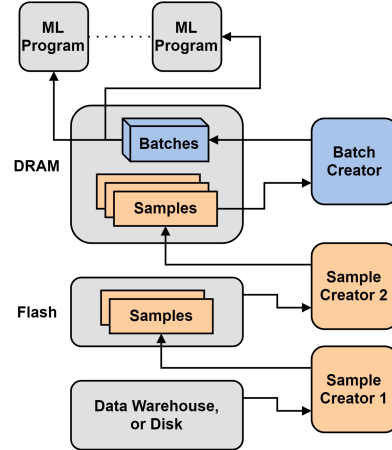 ML
Program
ML
Program
DRAM
Batches
Batch
Creator
Samples
Sample
Creator 2
Flash
Samples
Sample
Creator 1
Data Warehouse,
or Disk